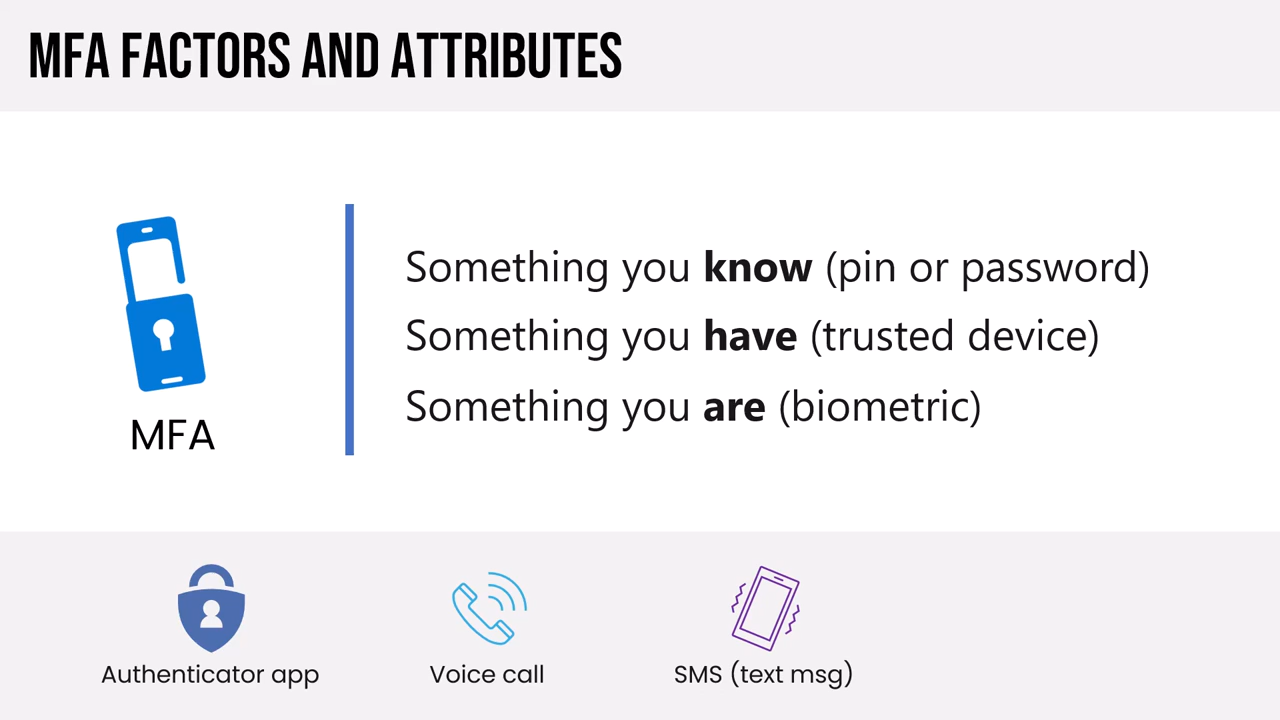 MFA FACTORS AND ATTRIBUTES
Something you know (pin or password)
Something you have (trusted device)
Something you are (biometric)
MFA
Authenticator app
Voice call
SMS (text msg)